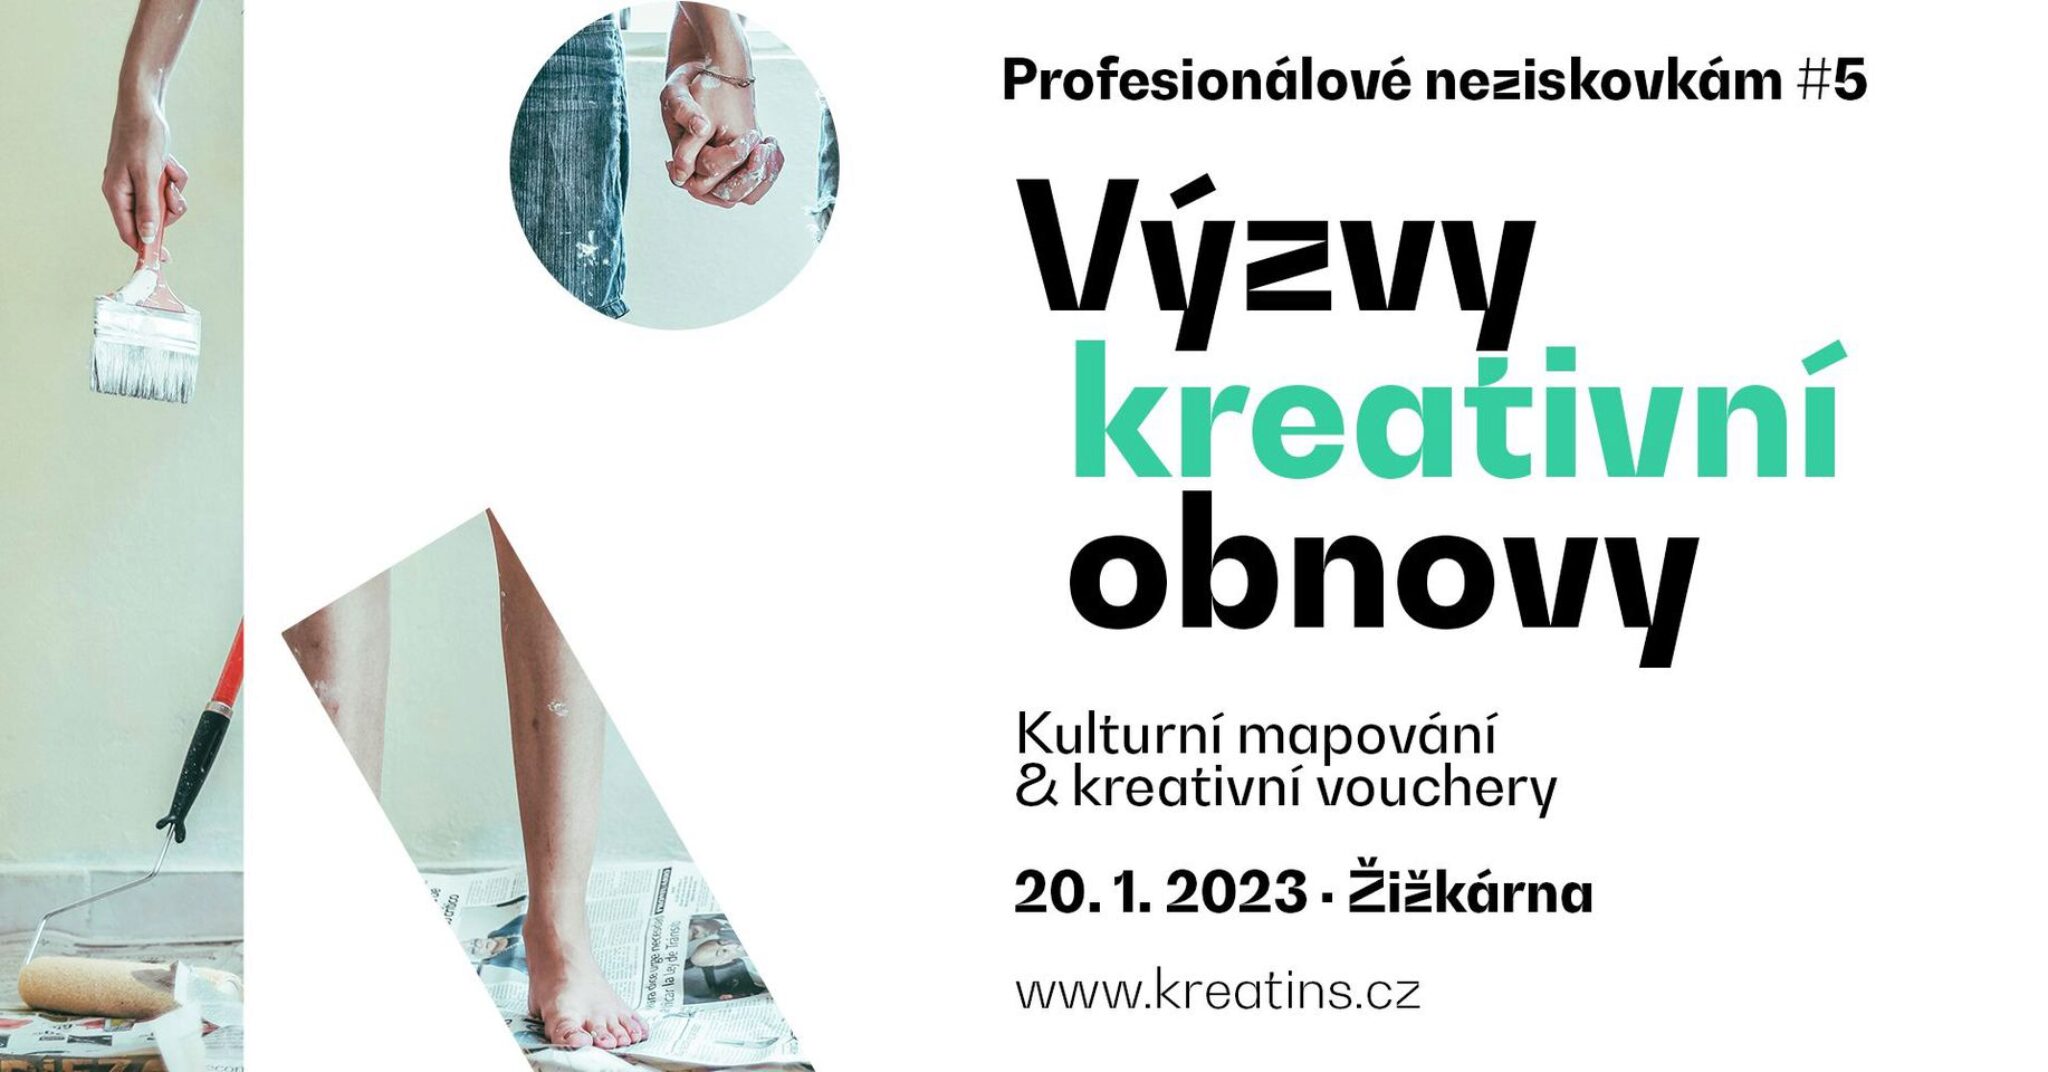 Profesionálové neziskovkám #5
Výzvy
kreativní
obnovy
Kulturní mapování
& kreativní vouchery
20. 1. 2023 · Žižkárna
www.kreatins.cz